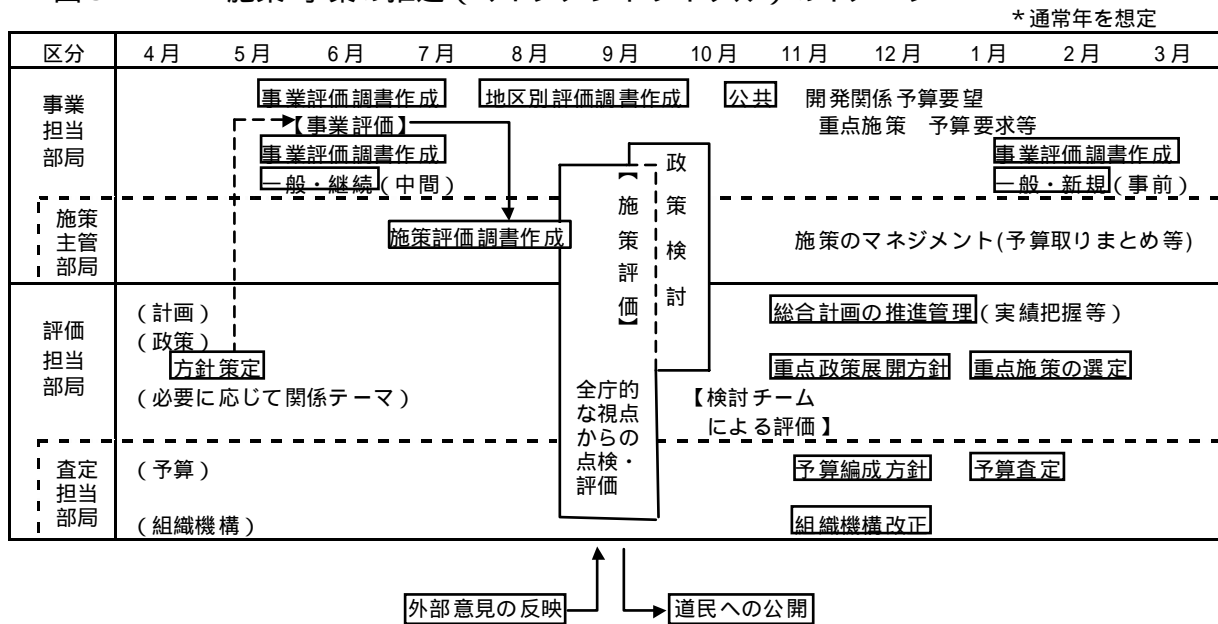 *通常年を想定
区分 4月 5月 6月 7月 8月 9月 10月 11月 12月 1月 2月 3月
事業担当部局
事業評価調書作成 地区別評価調書作成 公共 開発関係予算要望
【事業評価】 重点施策 予算要求等
事業評価調書作成 事業評価調書作成
一般・継続(中間) 一般・新規(事前)
政策検討
【施策評価】
施策主管部局
施策評価調書作成 施策のマネジメント(予算取りまとめ等)
評価担当部局
(計画) 総合計画の推進管理(実績把握等)
(政策)
方針策定 重点政策展開方針 重点施策の選定
(必要に応じて関係テーマ) 【検討チーム
による評価】
全庁的
な視点
からの
点検・
評価
査定担当部局
(予算) 予算編成方針 予算査定
(組織機構) 組織機構改正
外部意見の反映 道民への公開